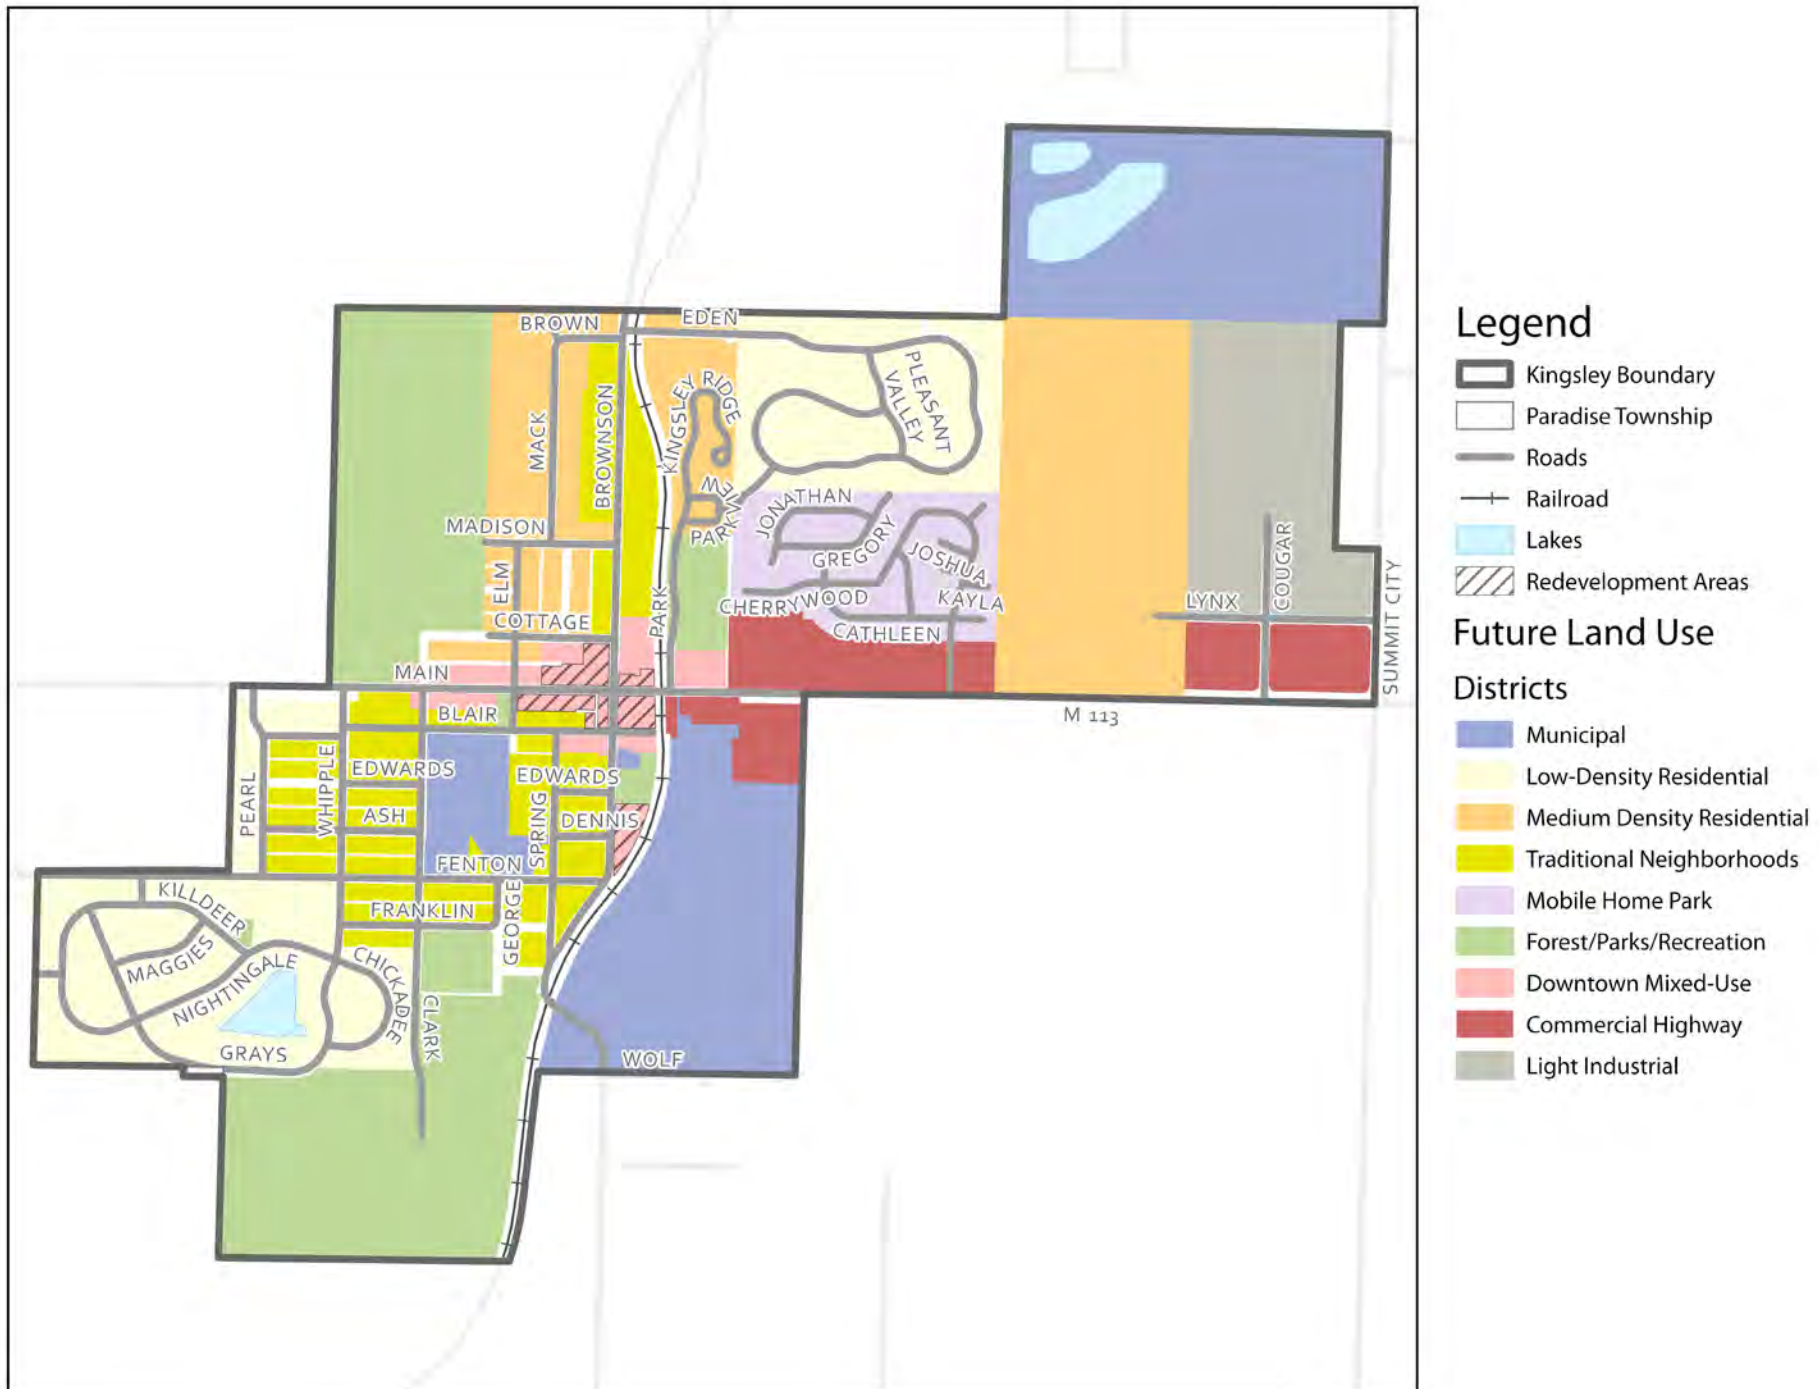 BROWN
EDEN
PLEASANT
VALLEY
KINGSLEY
RIDGE
MACK
BROWNSON
PARKVIEW
JONATHAN
MADISON
GREGORY
JOSHUA
ELM
CHERRYWOOD
KAYLA
LYNX
COUGAR
SUMMIT CITY
COTTAGE
PARK
CATHLEEN
MAIN
BLAIR
M 113
EDWARDS
EDWARDS
PEARL
WHIPPLE
ASH
SPRING
DENNIS
FENTON
KILLDEER
FRANKLIN
GEORGE
MAGGIES
NIGHTINGALE
CHICKADEE
CLARK
GRAYS
WOLF
Legend
Kingsley Boundary
Paradise Township
Roads
Railroad
Lakes
Redevelopment Areas
Future Land Use
Districts
Municipal
Low-Density Residential
Medium Density Residential
Traditional Neighborhoods
Mobile Home Park
Forest/Parks/Recreation
Downtown Mixed-Use
Commercial Highway
Light Industrial